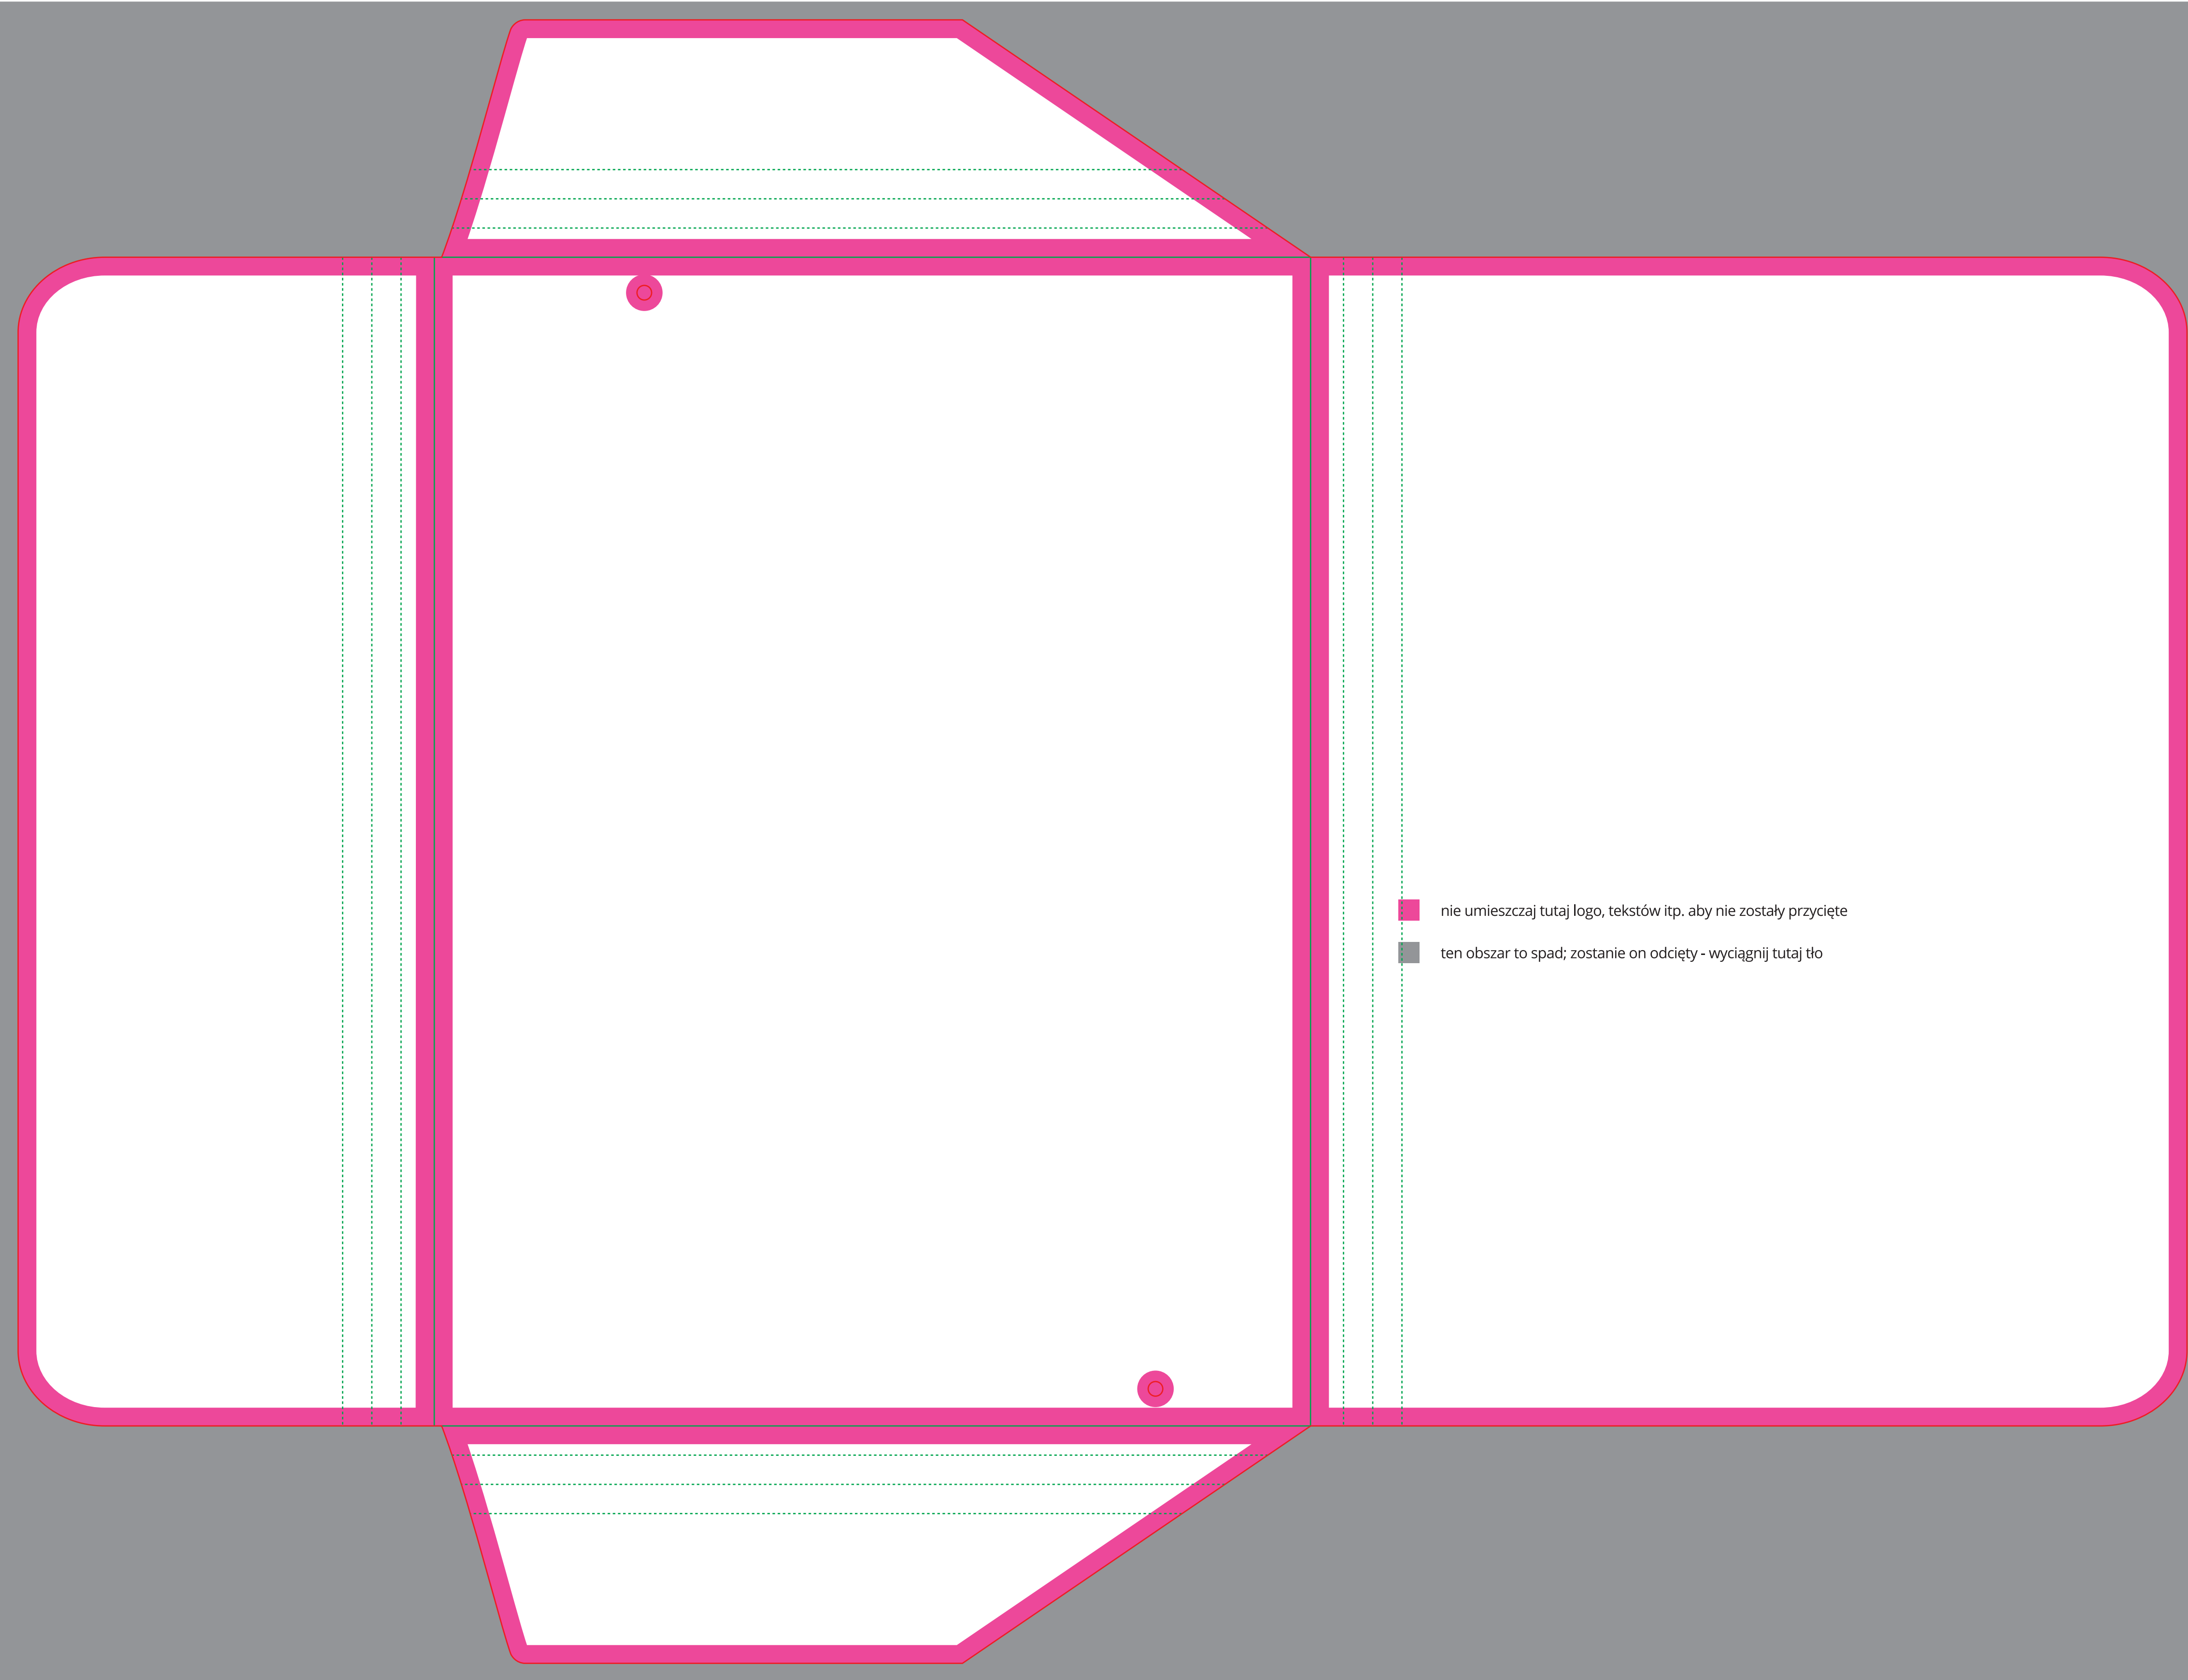 nie umieszczaj tutaj logo, tekstów itp. aby nie zostały przycięte
ten obszar to spad; zostanie on odcięty - wyciągnij tutaj tło